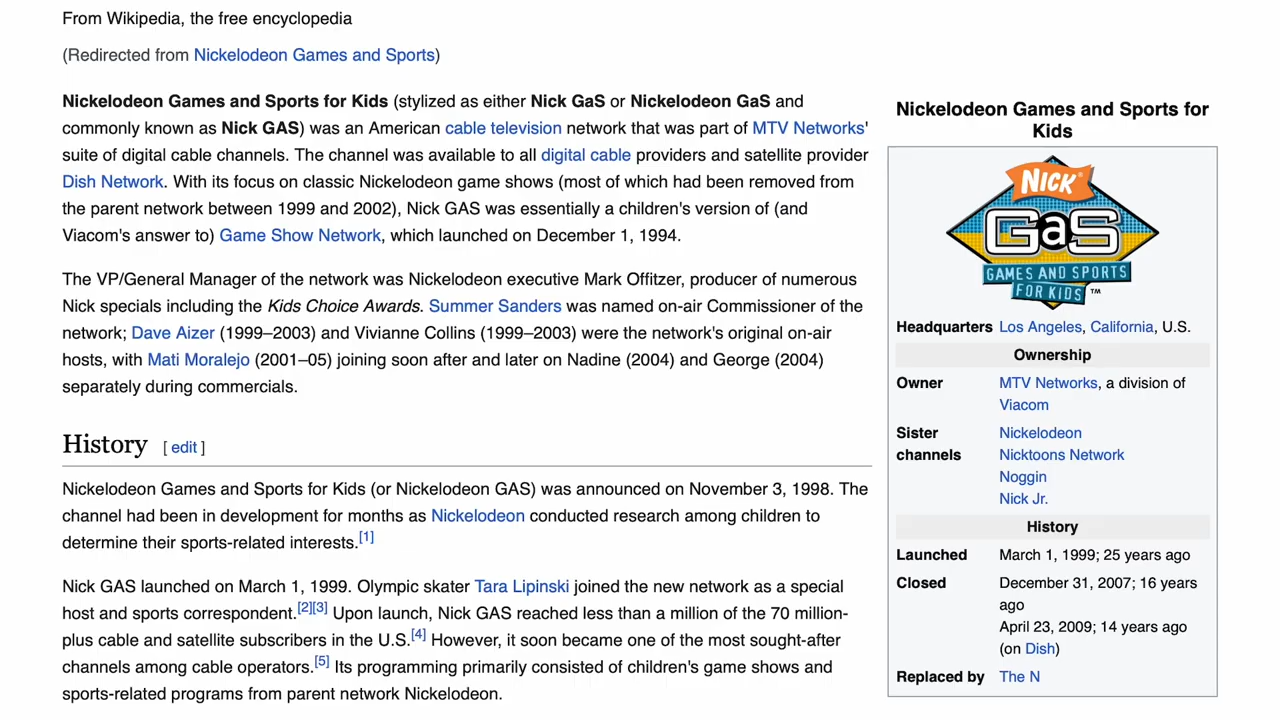 From Wikipedia, the free encyclopedia
(Redirected from Nickelodeon Games and Sports)
Nickelodeon Games and Sports for Kids (stylized as either Nick GaS or Nickelodeon GaS and
commonly known as Nick GAS) was an American cable television network that was part of MTV Networks'
suite of digital cable channels. The channel was available to all digital cable providers and satellite provider
Dish Network. With its focus on classic Nickelodeon game shows (most of which had been removed from
the parent network between 1999 and 2002), Nick GAS was essentially a children's version of (and
Viacom's answer to) Game Show Network, which launched on December 1, 1994.
The VP/General Manager of the network was Nickelodeon executive Mark Offitzer, producer of numerous
Nick specials including the Kids Choice Awards. Summer Sanders was named on-air Commissioner of the
network; Dave Aizer (1999–2003) and Vivianne Collins (1999–2003) were the network's original on-air
hosts, with Mati Moralejo (2001–05) joining soon after and later on Nadine (2004) and George (2004)
separately during commercials.
History [ edit ]
Nickelodeon Games and Sports for Kids (or Nickelodeon GAS) was announced on November 3, 1998. The
channel had been in development for months as Nickelodeon conducted research among children to
determine their sports-related interests.[1]
Nick GAS launched on March 1, 1999. Olympic skater Tara Lipinski joined the new network as a special
host and sports correspondent.[2][3] Upon launch, Nick GAS reached less than a million of the 70 million-
plus cable and satellite subscribers in the U.S.[4] However, it soon became one of the most sought-after
channels among cable operators.[5] Its programming primarily consisted of children's game shows and
sports-related programs from parent network Nickelodeon.
Nickelodeon Games and Sports for
Kids
NICK
GaS
GAMES AND SPORTS
FOR KIDS ™
Headquarters Los Angeles, California, U.S.
Ownership
Owner MTV Networks, a division of
Viacom
Sister Nickelodeon
channels Nicktoons Network
Noggin
Nick Jr.
History
Launched March 1, 1999; 25 years ago
Closed December 31, 2007; 16 years
ago
April 23, 2009; 14 years ago
(on Dish)
Replaced by The N